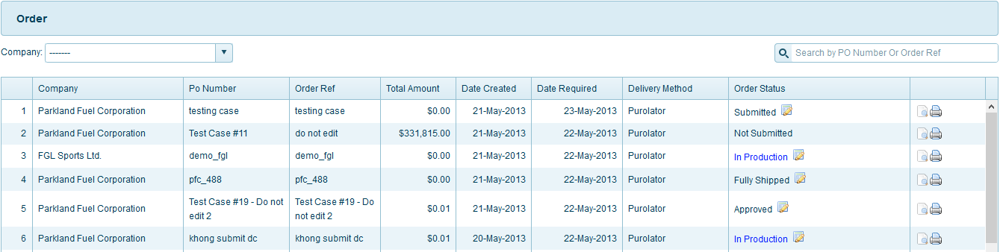 Order
Company: -------
Search by PO Number Or Order Ref
Company Po Number Order Ref Total Amount Date Created Date Required Delivery Method Order Status
1 Parkland Fuel Corporation testing case testing case $0.00 21-May-2013 23-May-2013 Purolator Submitted
2 Parkland Fuel Corporation Test Case #11 do not edit $331,815.00 21-May-2013 22-May-2013 Purolator Not Submitted
3 FGL Sports Ltd. demo_fgl demo_fgl $0.00 21-May-2013 22-May-2013 Purolator In Production
4 Parkland Fuel Corporation pfc_488 pfc_488 $0.00 21-May-2013 22-May-2013 Purolator Fully Shipped
5 Parkland Fuel Corporation Test Case #19 - Do not edit 2 Test Case #19 - Do not edit 2 $0.01 21-May-2013 22-May-2013 Purolator Approved
6 Parkland Fuel Corporation khong submit dc khong submit dc $0.01 20-May-2013 22-May-2013 Purolator In Production